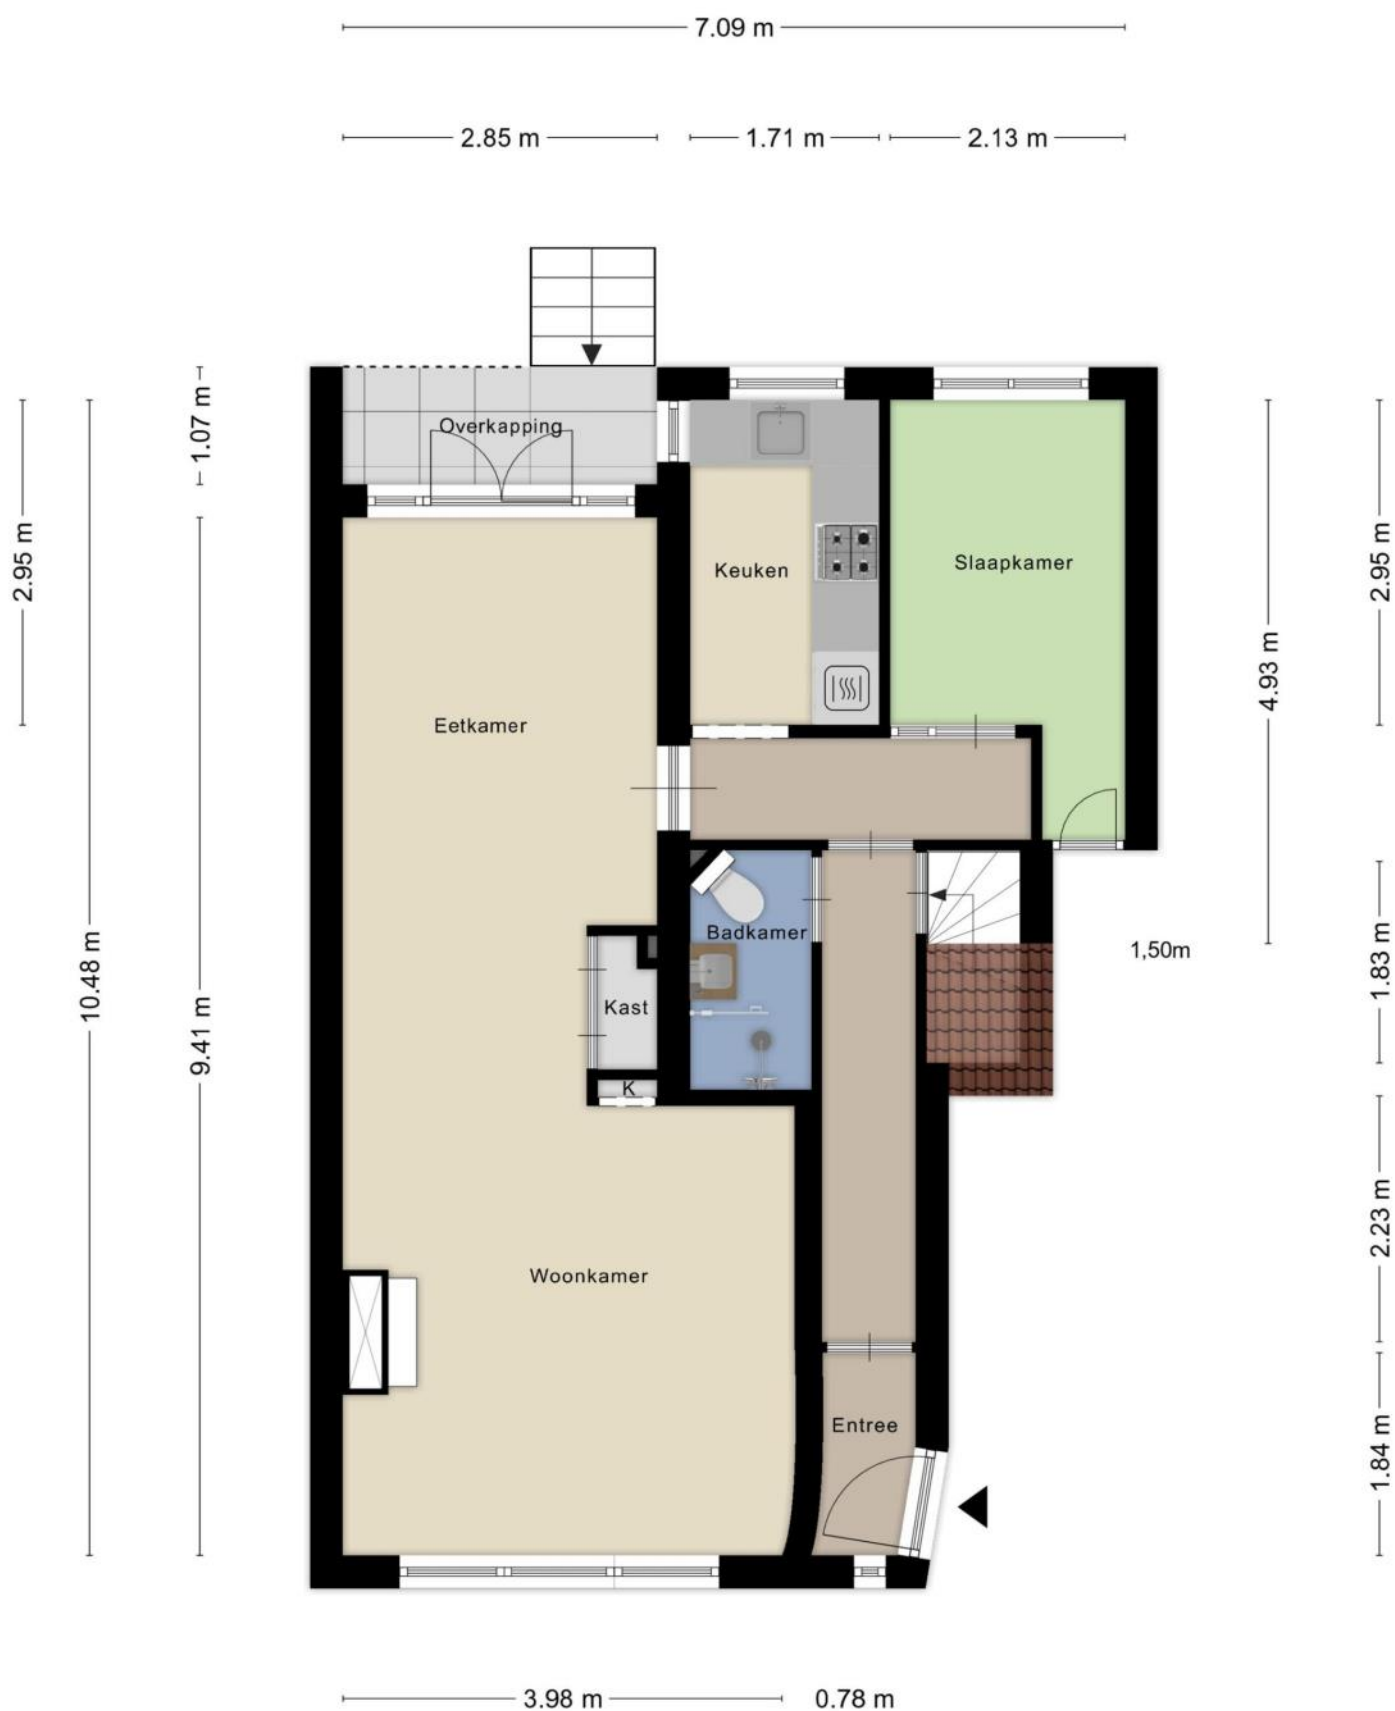 7.09 m
2.85 m
1.71 m
2.13 m
1.07 m
Overkapping
2.95 m
Keuken
Slaapkamer
2.95 m
4.93 m
Eetkamer
10.48 m
9.41 m
Badkamer
1,50m
1.83 m
Kast
K
2.23 m
Woonkamer
Entree
1.84 m
3.98 m
0.78 m